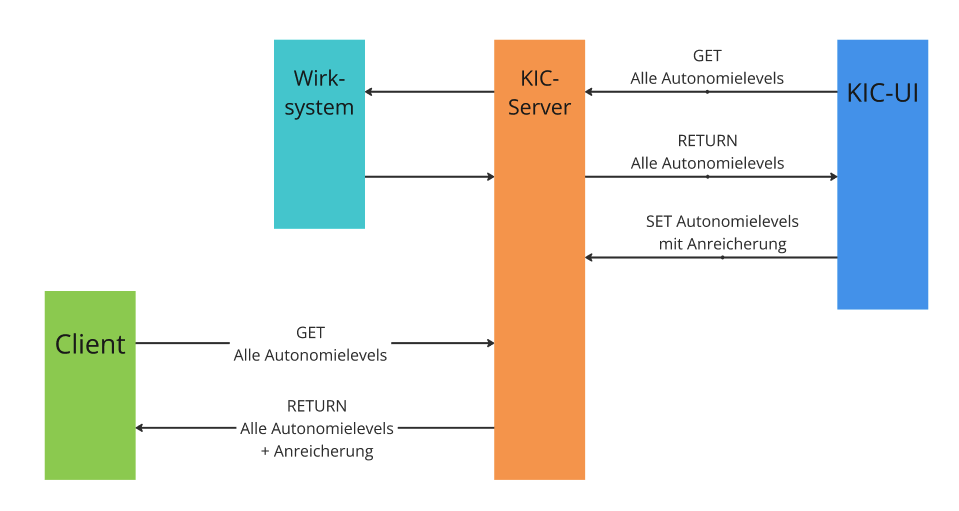 Wirk-
system
KIC-
Server
GET
Alle Autonomielevels
KIC-UI
RETURN
Alle Autonomielevels
SET Autonomielevels
mit Anreicherung
Client
GET
Alle Autonomielevels
RETURN
Alle Autonomielevels
+ Anreicherung